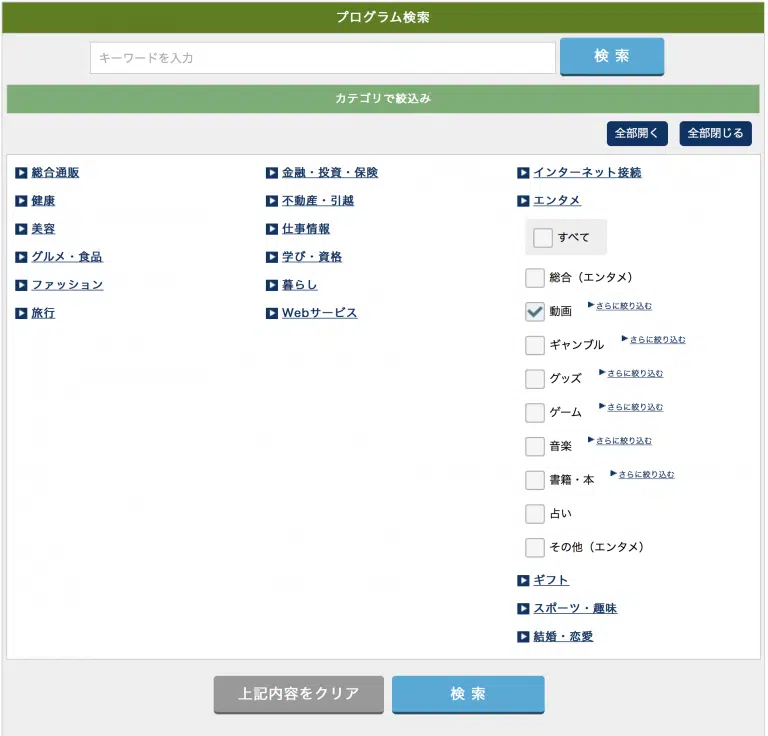 プログラム検索
キーワードを入力
検索
カテゴリで絞込み
全部開く
全部閉じる
総合通販
健康
美容
グルメ・食品
ファッション
旅行
金融・投資・保険
不動産・引越
仕事情報
学び・資格
暮らし
Webサービス
インターネット接続
エンタメ
すべて
総合（エンタメ）
動画 さらに絞り込む
ギャンブル さらに絞り込む
グッズ さらに絞り込む
ゲーム さらに絞り込む
音楽 さらに絞り込む
書籍・本 さらに絞り込む
占い
その他（エンタメ）
ギフト
スポーツ・趣味
結婚・恋愛
上記内容をクリア
検索